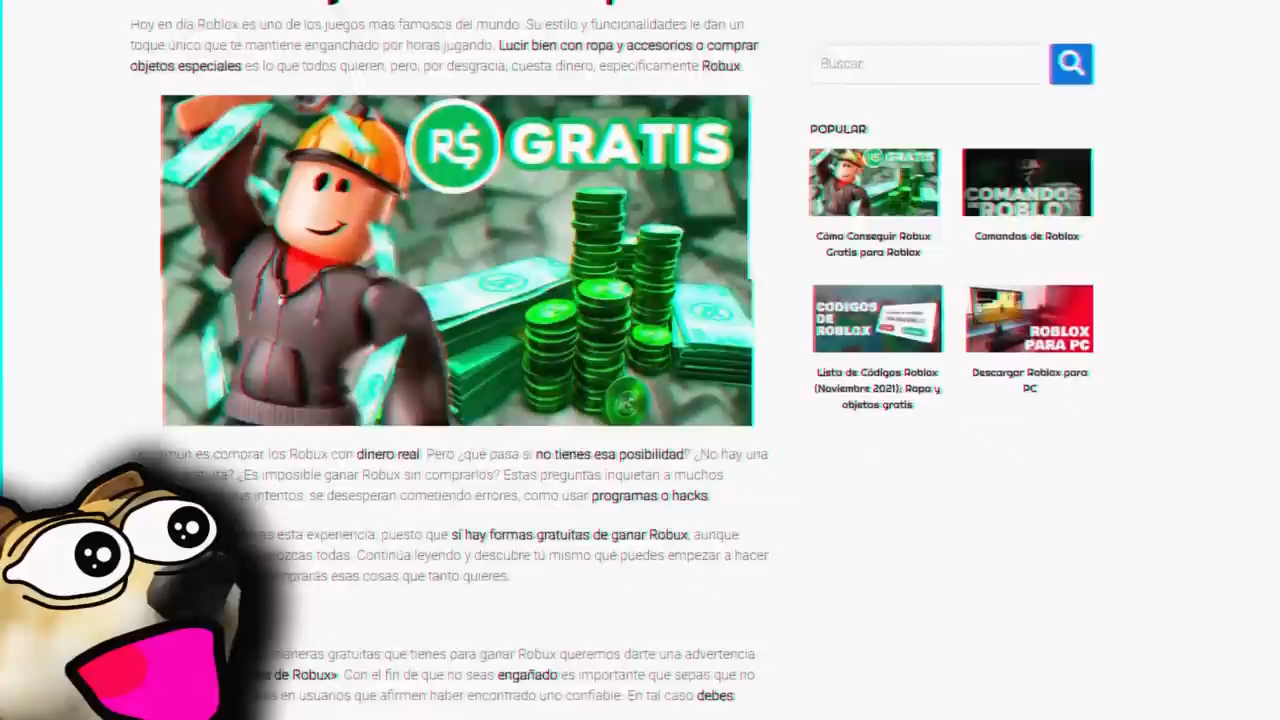 Hoy en día Roblox es uno de los juegos más famosos del mundo. Su estilo y funcionalidades le dan un
toque único que te mantiene enganchado por horas jugando. Lucir bien con ropa y accesorios o comprar
objetos especiales es lo que todos quieren, pero, por desgracia, cuesta dinero, específicamente Robux.
R$ GRATIS
es comprar los Robux con dinero real. Pero ¿qué pasa si no tienes esa posibilidad? ¿No hay una
¿Es imposible ganar Robux sin comprarlos? Estas preguntas inquietan a muchos
intentos, se desesperan cometiendo errores, como usar programas o hacks.
esta experiencia, puesto que sí hay formas gratuitas de ganar Robux, aunque
todas. Continúa leyendo y descubre tú mismo qué puedes empezar a hacer
esas cosas que tanto quieres.
gratuitas que tienes para ganar Robux queremos darte una advertencia
de Robux». Con el fin de que no seas engañado es importante que sepas que no
en usuarios que afirmen haber encontrado uno confiable. En tal caso debes
Buscar
POPULAR
R$ GRATIS
COMANDOS
DE ROBLOX
Cómo Conseguir Robux
Gratis para Roblox
Comandos de Roblox
CÓDIGOS
DE
ROBLOX
ROBLOX
PARA PC
Lista de Códigos Roblox
(Noviembre 2021); Ropa y
objetos gratis
Descargar Roblox para
PC